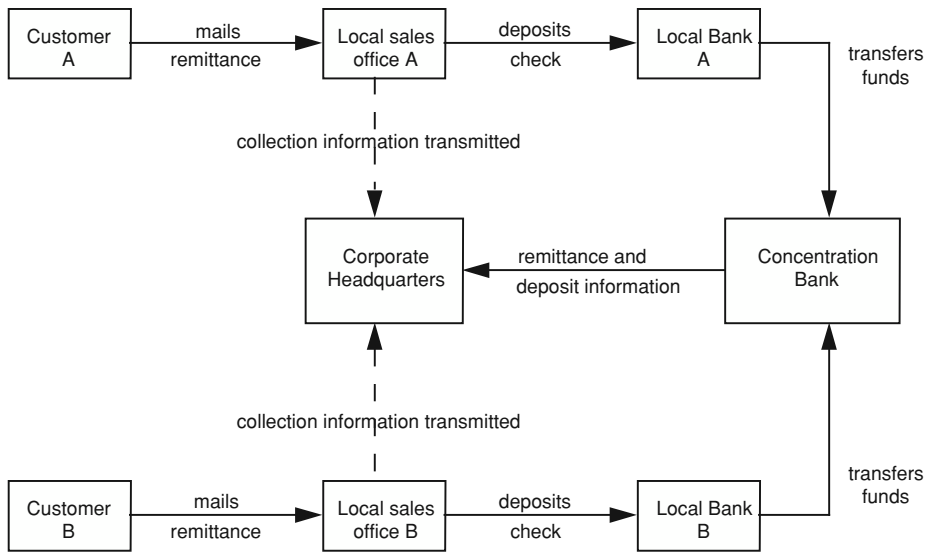 Customer
A
mails
remittance
Local sales
office A
deposits
check
Local Bank
A
transfers
funds
collection information transmitted
Corporate
Headquarters
remittance and
deposit information
Concentration
Bank
collection information transmitted
Customer
B
mails
remittance
Local sales
office B
deposits
check
Local Bank
B
transfers
funds